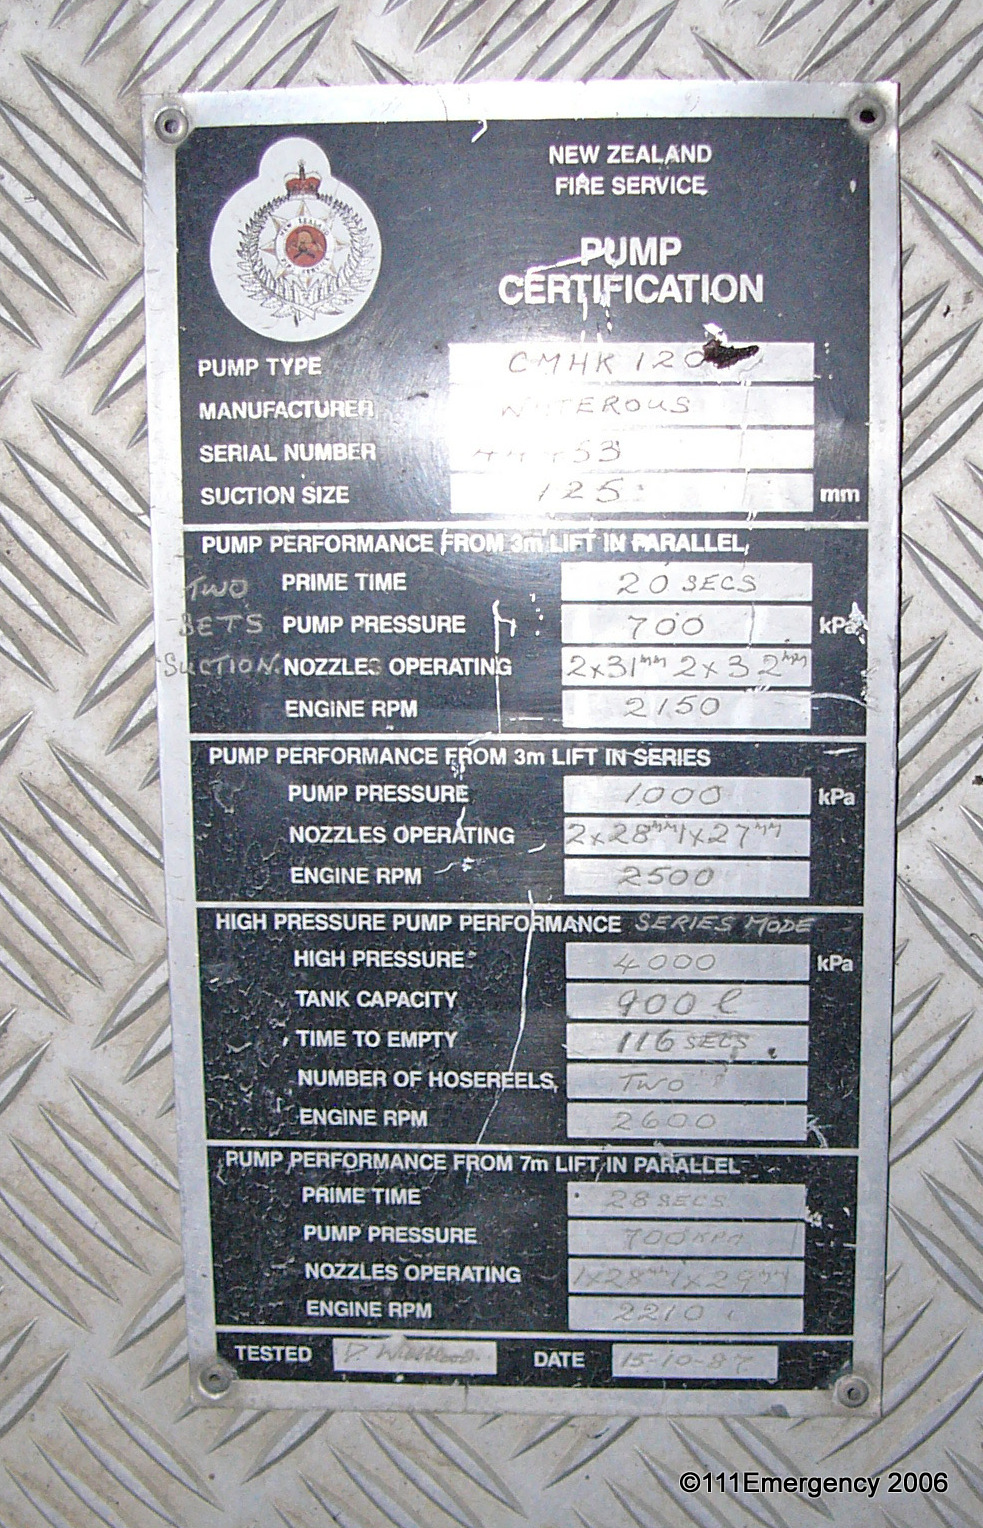 NEW ZEALAND
FIRE SERVICE
PUMP
CERTIFICATION
PUMP TYPE CMHK 120
MANUFACTURER WATEROUS
SERIAL NUMBER
SUCTION SIZE 125 mm
PUMP PERFORMANCE FROM 3m LIFT IN PARALLEL
TWO SETS SUCTION
PRIME TIME 20 SECS
PUMP PRESSURE 700 kPa
NOZZLES OPERATING 2x31mm 2x32mm
ENGINE RPM 2150
PUMP PERFORMANCE FROM 3m LIFT IN SERIES
PUMP PRESSURE 1000 kPa
NOZZLES OPERATING 2x28mm 1x27mm
ENGINE RPM 2500
HIGH PRESSURE PUMP PERFORMANCE SERIES MODE
HIGH PRESSURE 4000 kPa
TANK CAPACITY 900 l
TIME TO EMPTY 116 SECS
NUMBER OF HOSEREELS TWO
ENGINE RPM 2600
PUMP PERFORMANCE FROM 7m LIFT IN PARALLEL
PRIME TIME 28 SECS
PUMP PRESSURE 700 KPA
NOZZLES OPERATING 1x28mm 1x29mm
ENGINE RPM 2210
TESTED D. DATE 15-10-87
©111Emergency 2006